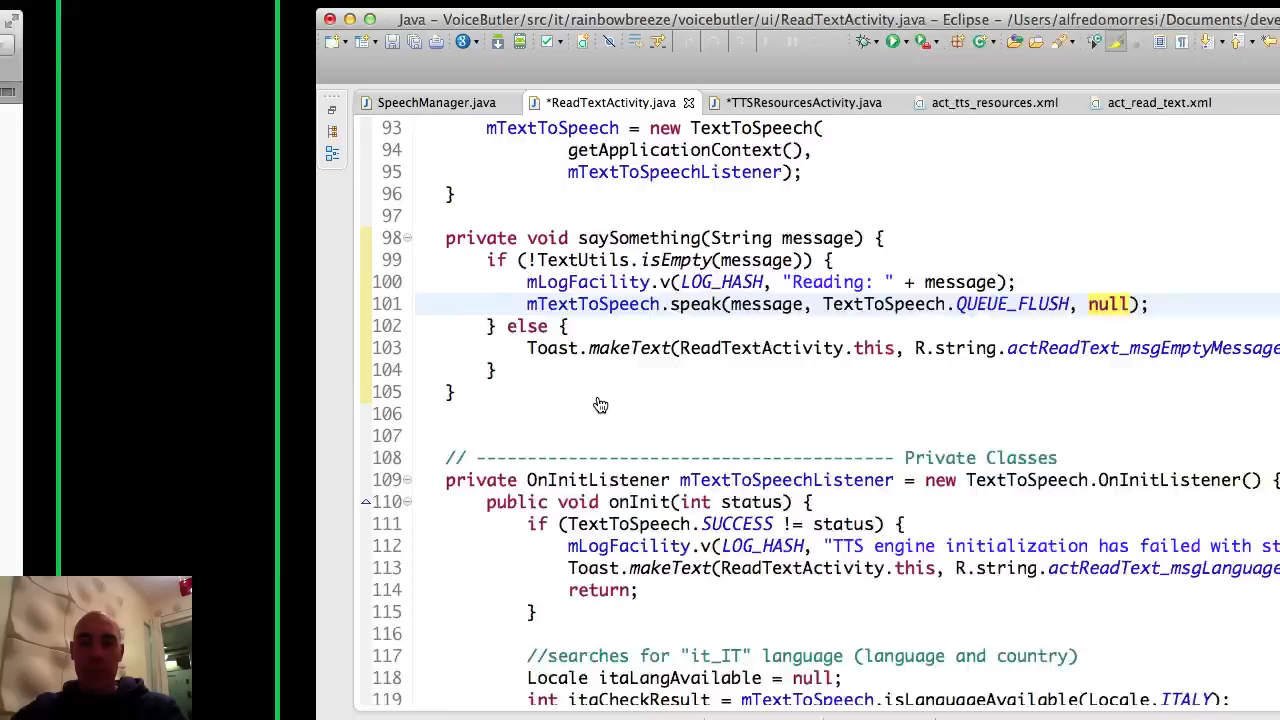 Java - VoiceButler/src/it/rainbowbreeze/voicebutler/ui/ReadTextActivity.java - Eclipse - /Users/alfredomorresi/Documents/deve
SpeechManager.java *ReadTextActivity.java *TTSResourcesActivity.java act_tts_resources.xml act_read_text.xml
93 mTextToSpeech = new TextToSpeech(
94 getApplicationContext(),
95 mTextToSpeechListener);
96 }
97
98 private void saySomething(String message) {
99 if (!TextUtils.isEmpty(message)) {
100 mLogFacility.v(LOG_HASH, "Reading: " + message);
101 mTextToSpeech.speak(message, TextToSpeech.QUEUE_FLUSH, null);
102 } else {
103 Toast.makeText(ReadTextActivity.this, R.string.actReadText_msgEmptyMessage
104 }
105 }
106
107
108 // ----------------------------------------- Private Classes
109 private OnInitListener mTextToSpeechListener = new TextToSpeech.OnInitListener() {
110 public void onInit(int status) {
111 if (TextToSpeech.SUCCESS != status) {
112 mLogFacility.v(LOG_HASH, "TTS engine initialization has failed with st
113 Toast.makeText(ReadTextActivity.this, R.string.actReadText_msgLanguage
114 return;
115 }
116
117 //searches for "it_IT" language (language and country)
118 Locale itaLangAvailable = null;
119 int itaCheckResult = mTextToSpeech.isLanguageAvailable(Locale.ITALY);